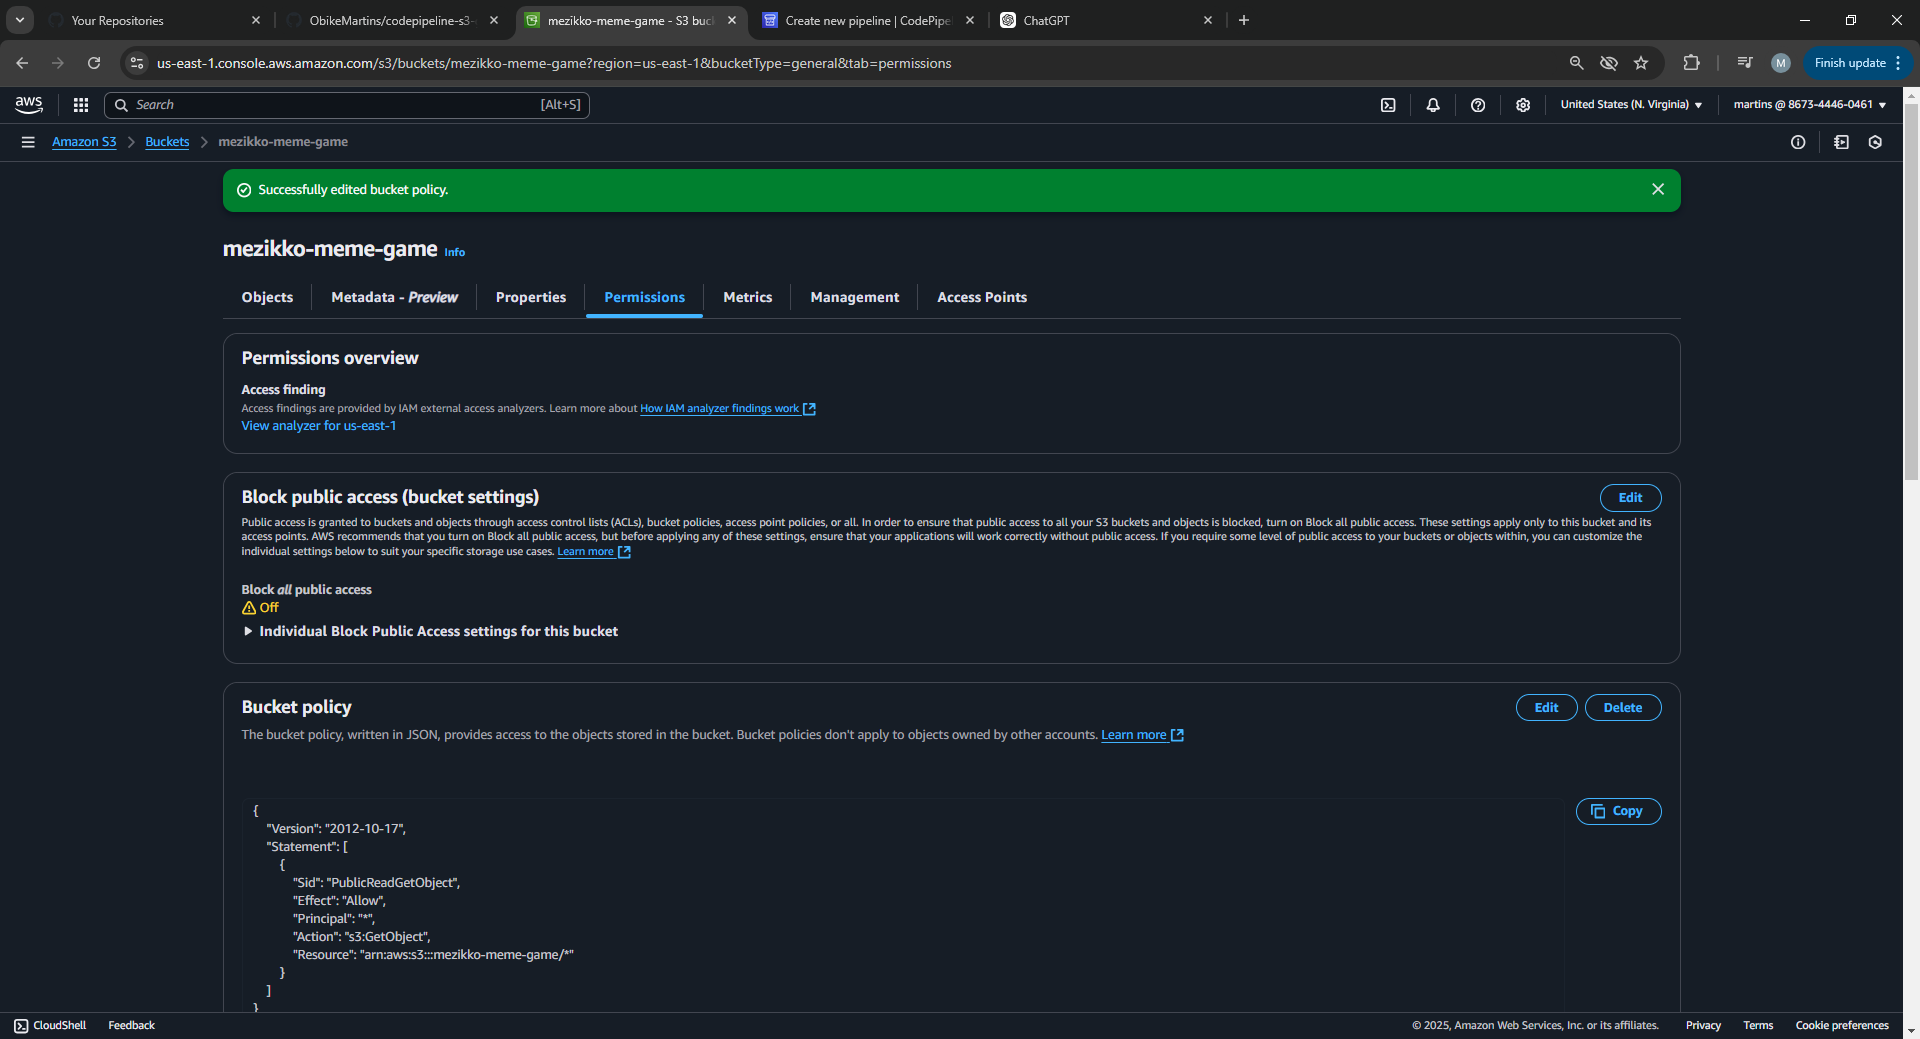 Your Repositories
ObikeMartins/codepipeline-s3-
mezikko-meme-game - S3 buc
Create new pipeline | CodePipe
ChatGPT
us-east-1.console.aws.amazon.com/s3/buckets/mezikko-meme-game?region=us-east-1&bucketType=general&tab=permissions
M
Finish update
aws
Search
[Alt+S]
United States (N. Virginia)
martins @ 8673-4446-0461
Amazon S3
Buckets
mezikko-meme-game
Successfully edited bucket policy.
mezikko-meme-game Info
Objects
Metadata - Preview
Properties
Permissions
Metrics
Management
Access Points
Permissions overview
Access finding
Access findings are provided by IAM external access analyzers. Learn more about How IAM analyzer findings work
View analyzer for us-east-1
Block public access (bucket settings)
Edit
Public access is granted to buckets and objects through access control lists (ACLs), bucket policies, access point policies, or all. In order to ensure that public access to all your S3 buckets and objects is blocked, turn on Block all public access. These settings apply only to this bucket and its
access points. AWS recommends that you turn on Block all public access, but before applying any of these settings, ensure that your applications will work correctly without public access. If you require some level of public access to your buckets or objects within, you can customize the
individual settings below to suit your specific storage use cases. Learn more
Block all public access
Off
Individual Block Public Access settings for this bucket
Bucket policy
Edit
Delete
The bucket policy, written in JSON, provides access to the objects stored in the bucket. Bucket policies don't apply to objects owned by other accounts. Learn more
Copy
{
"Version": "2012-10-17",
"Statement": [
{
"Sid": "PublicReadGetObject",
"Effect": "Allow",
"Principal": "*",
"Action": "s3:GetObject",
"Resource": "arn:aws:s3:::mezikko-meme-game/*"
}
]
}
CloudShell
Feedback
© 2025, Amazon Web Services, Inc. or its affiliates.
Privacy
Terms
Cookie preferences